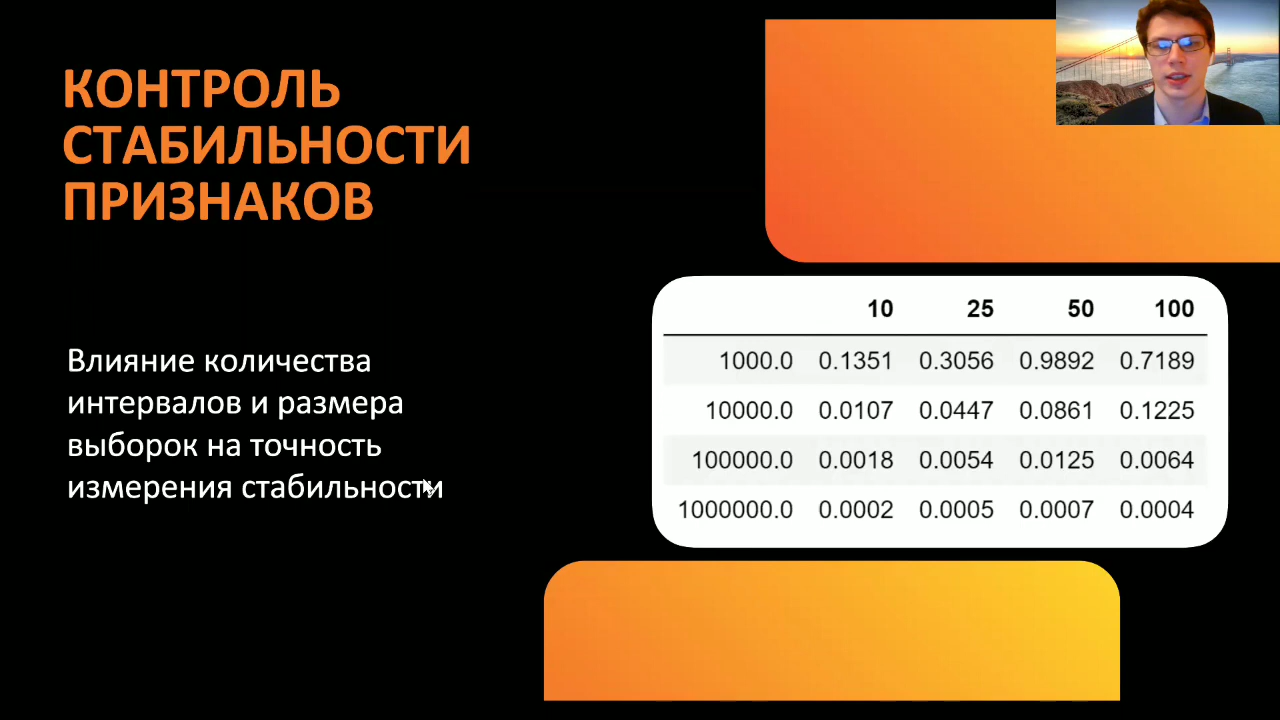 КОНТРОЛЬ
СТАБИЛЬНОСТИ
ПРИЗНАКОВ
Влияние количества
интервалов и размера
выборок на точность
измерения стабильности
10 25 50 100
1000.0 0.1351 0.3056 0.9892 0.7189
10000.0 0.0107 0.0447 0.0861 0.1225
100000.0 0.0018 0.0054 0.0125 0.0064
1000000.0 0.0002 0.0005 0.0007 0.0004